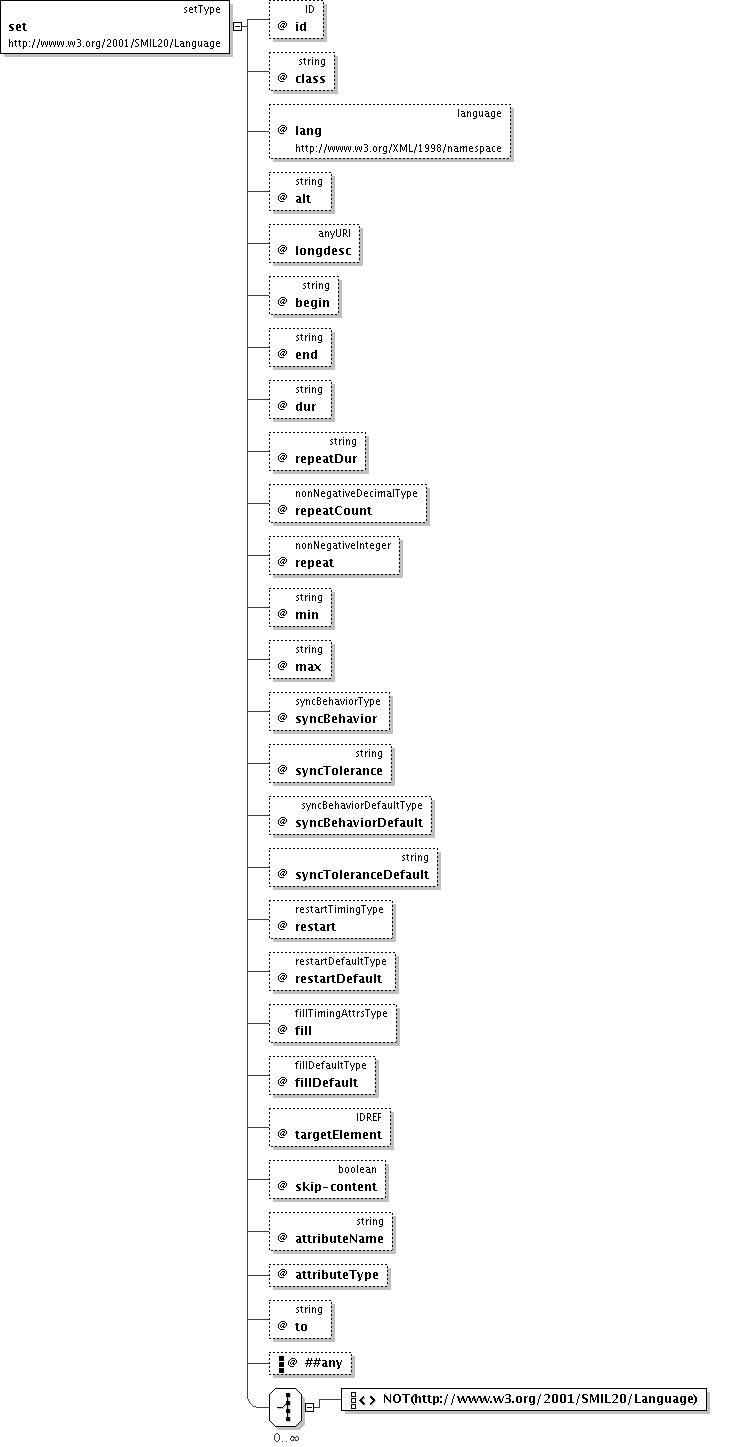 setType
set
http://www.w3.org/2001/SMIL20/Language
ID
@ id
string
@ class
language
@ lang
http://www.w3.org/XML/1998/namespace
string
@ alt
anyURI
@ longdesc
string
@ begin
string
@ end
string
@ dur
string
@ repeatDur
nonNegativeDecimalType
@ repeatCount
nonNegativeInteger
@ repeat
string
@ min
string
@ max
syncBehaviorType
@ syncBehavior
string
@ syncTolerance
syncBehaviorDefaultType
@ syncBehaviorDefault
string
@ syncToleranceDefault
restartTimingType
@ restart
restartDefaultType
@ restartDefault
fillTimingAttrsType
@ fill
fillDefaultType
@ fillDefault
IDREF
@ targetElement
boolean
@ skip-content
string
@ attributeName
@ attributeType
string
@ to
@ ##any
<> NOT(http://www.w3.org/2001/SMIL20/Language)
0..∞